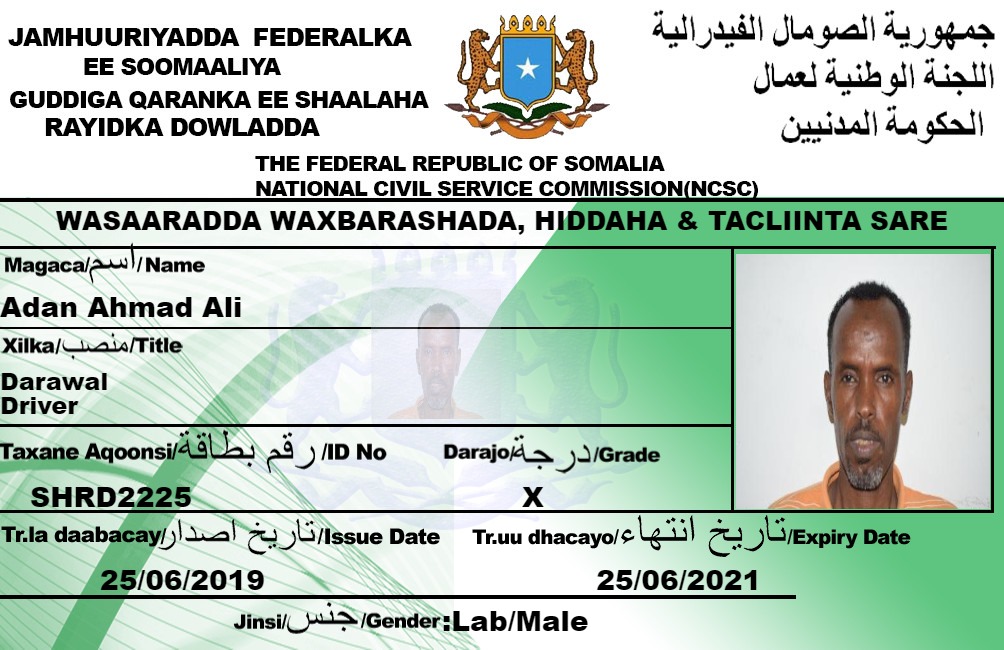 JAMHUURIYADDA FEDERALKA
EE SOOMAALIYA
GUDDIGA QARANKA EE SHAALAHA
RAYIDKA DOWLADDA
جمهورية الصومال الفيدرالية
اللجنة الوطنية لعمال
الحكومة المدنيين
THE FEDERAL REPUBLIC OF SOMALIA
NATIONAL CIVIL SERVICE COMMISSION(NCSC)
WASAARADDA WAXBARASHADA, HIDDAHA & TACLIINTA SARE
Magaca/اسم/Name
Adan Ahmad Ali
Xilka/منصب/Title
Darawal
Driver
Taxane Aqoonsi/رقم بطاقة/ID No
Darajo/درجة/Grade
SHRD2225
X
Tr.la daabacay/تاريخ اصدار/Issue Date
Tr.uu dhacayo/تاريخ انتهاء/Expiry Date
25/06/2019
25/06/2021
Jinsi/جنس/Gender:Lab/Male